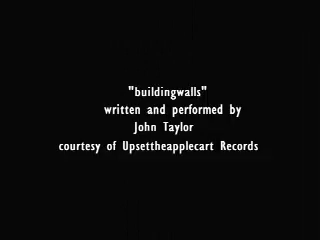 "buildingwalls"
written and performed by
John Taylor
courtesy of Upsettheapplecart Records